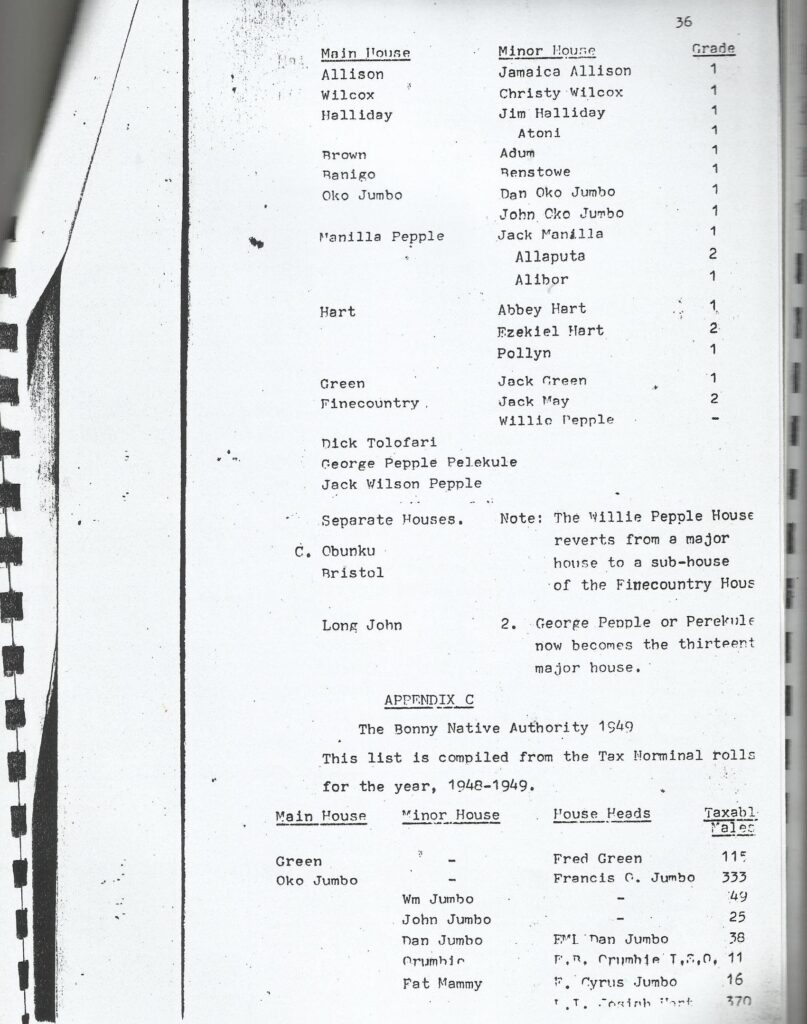 36
Main House Minor House Grade
Allison Jamaica Allison 1
Wilcox Christy Wilcox 1
Halliday Jim Halliday 1
Atoni 1
Brown Adum 1
Banigo Benstowe 1
Oko Jumbo Dan Oko Jumbo 1
John Oko Jumbo 1
Manilla Pepple Jack Manilla 1
Allaputa 2
Alibor 1
Hart Abbey Hart 1
Ezekiel Hart 2
Pollyn 1
Green Jack Green 1
Finecountry. Jack May 2
Willie Pepple -
Dick Tolofari
George Pepple Pelekule
Jack Wilson Pepple
Separate Houses. Note: The Willie Pepple House
reverts from a major
C. Obunku
house to a sub-house
Bristol
of the Finecountry Hous
Long John 2. George Pepple or Perekule
now becomes the thirteent
major house.
APPENDIX C
The Bonny Native Authority 1949
This list is compiled from the Tax Norminal rolls
for the year, 1948-1949.
Main House Minor House House Heads Taxabl
Males
Green - Fred Green 115
Oko Jumbo - Francis G. Jumbo 333
Wm Jumbo - 49
John Jumbo - 25
Dan Jumbo Dan Jumbo 38
Crumbie Crumbie I.S.O. 11
Fat Mammy Cyrus Jumbo 16
Josiah Hart 370